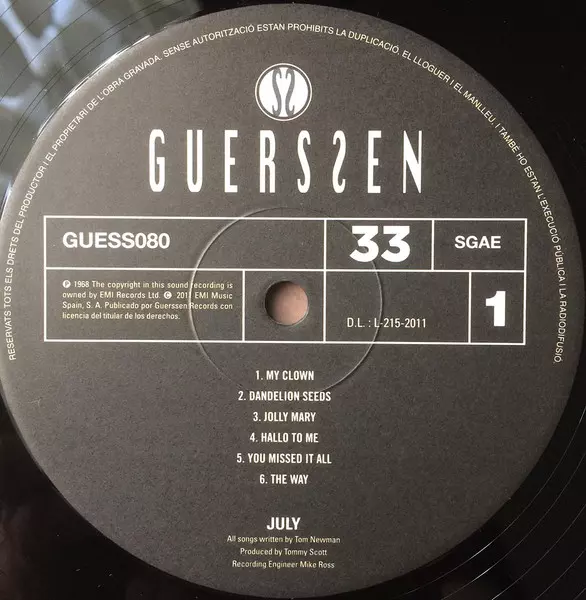 RESERVATS TOTS ELS DRETS DEL PRODUCTOR I EL PROPIETARI DE L'OBRA GRAVADA. SENSE AUTORITZACIÓ ESTAN PROHIBITS LA DUPLICACIÓ, EL LLOGUER I EL MANLLEU, I TAMBÉ HO ESTAN L'EXECUCIÓ PÚBLICA I LA RADIODIFUSIÓ.
GUERSSEN
GUESS080
33
SGAE
℗ 1968 The copyright in this sound recording is
owned by EMI Records Ltd. © 2011 EMI Music
Spain, S. A. Publicado por Guerssen Records con
licencia del titular de los derechos.
D.L. : L-215-2011
1
1. MY CLOWN
2. DANDELION SEEDS
3. JOLLY MARY
4. HALLO TO ME
5. YOU MISSED IT ALL
6. THE WAY
JULY
All songs written by Tom Newman
Produced by Tommy Scott
Recording Engineer Mike Ross